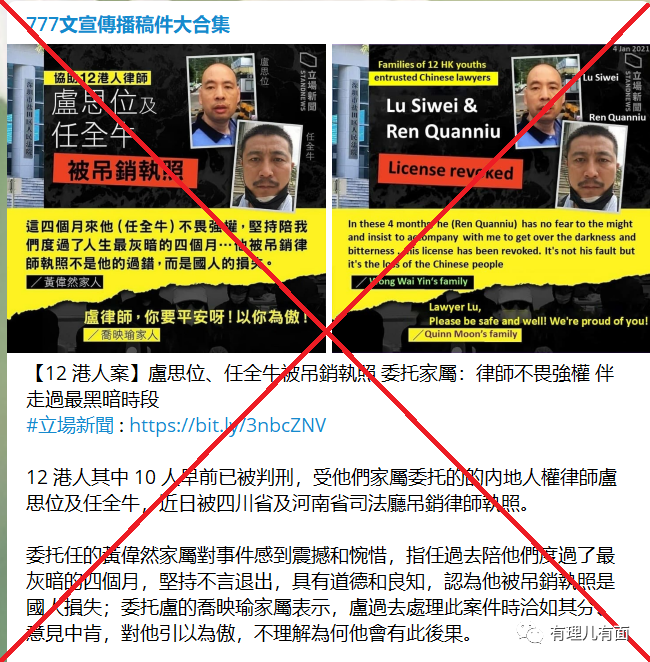 777文宣傳播稿件大合集
協助12港人律師
盧思位及
任全牛
被吊銷執照
盧思位
任全牛
立場新聞
STANDNEWS
這四個月來他(任全牛)不畏強權,堅持陪我
們度過了人生最灰暗的四個月⋯他被吊銷律
師執照不是他的過錯,而是國人的損失。
／黃偉然家人
盧律師,你要平安呀!以你為傲!
／喬映瑜家人
4 Jan 2021
Families of 12 HK youths
entrusted Chinese lawyers
Lu Siwei &
Ren Quanniu
License revoked
Lu Siwei
Ren Quanniu
立場新聞
STANDNEWS
In these 4 months, he (Ren Quanniu) has no fear to the might
and insist to accompany with me to get over the darkness and
bitterness his license has been revoked. It's not his fault but
it's the loss of the Chinese people
／Wong Wai Yin's family
Lawyer Lu,
Please be safe and well! We're proud of you!
／Quinn Moon's family
【12 港人案】盧思位、任全牛被吊銷執照 委托家屬：律師不畏強權 伴
走過最黑暗時段
#立場新聞 : https://bit.ly/3nbcZNV
12 港人其中 10 人早前已被判刑，受他們家屬委托的的內地人權律師盧
思位及任全牛，近日被四川省及河南省司法廳吊銷律師執照。
委托任的黃偉然家屬對事件感到震撼和惋惜，指任過去陪他們度過了最
灰暗的四個月，堅持不言退出，具有道德和良知，認為他被吊銷執照是
國人損失；委托盧的喬映瑜家屬表示，盧過去處理此案件時洽如其分、
意見中肯，對他引以為傲，不理解為何他會有此後果。
有理儿有面